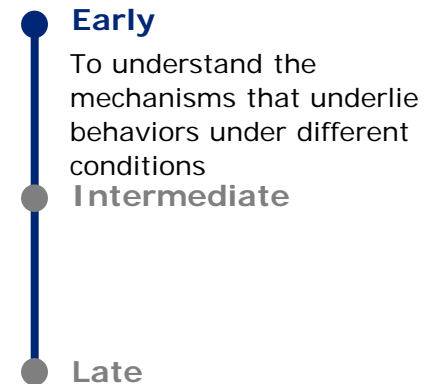 Early
To understand the
mechanisms that underlie
behaviors under different
conditions
Intermediate
Late